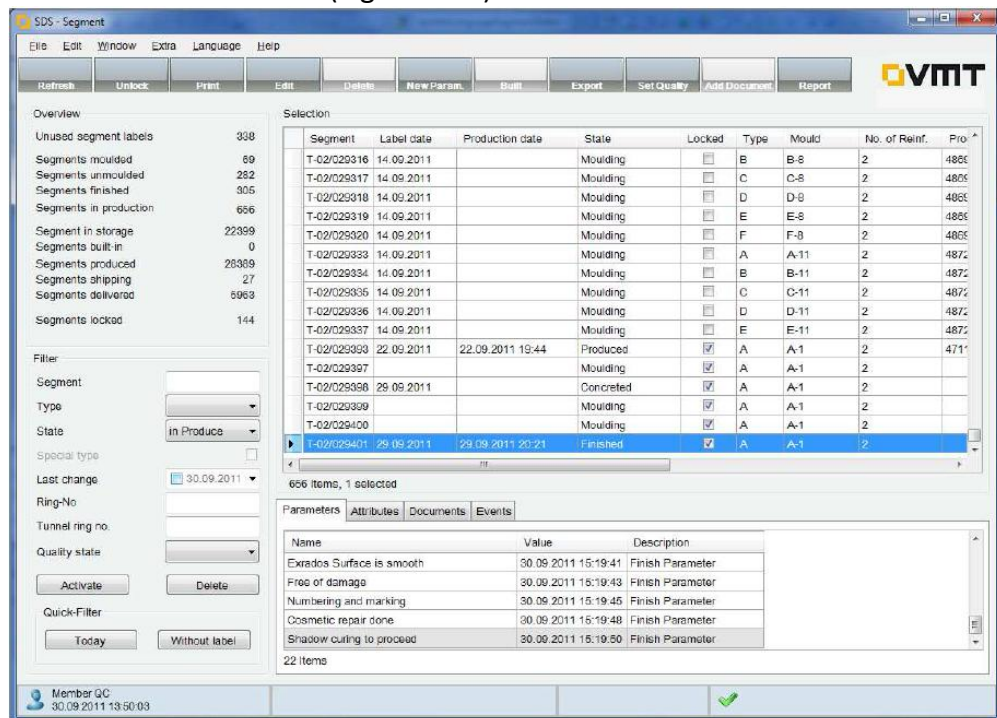 SDS - Segment
File Edit Window Extra Language Help
Refresh Unlock Print Edit Delete New Param. Built Export Set Quality Add Document Report
VMT
Overview
Unused segment labels 338
Segments moulded 69
Segments unmoulded 282
Segments finished 305
Segments in production 656
Segment in storage 22399
Segments built-in 0
Segments produced 28389
Segments shipping 27
Segments delivered 5963
Segments locked 144
Filter
Segment
Type
State in Produce
Special type
Last change 30.09.2011
Ring-No
Tunnel ring no.
Quality state
Activate Delete
Quick-Filter
Today Without label
Selection
Segment Label date Production date State Locked Type Mould No. of Reinf. Pro
T-02/029316 14.09.2011 Moulding B B-8 2 4869
T-02/029317 14.09.2011 Moulding C C-8 2 4869
T-02/029318 14.09.2011 Moulding D D-8 2 4869
T-02/029319 14.09.2011 Moulding E E-8 2 4869
T-02/029320 14.09.2011 Moulding F F-8 2 4869
T-02/029333 14.09.2011 Moulding A A-11 2 4872
T-02/029334 14.09.2011 Moulding B B-11 2 4872
T-02/029335 14.09.2011 Moulding C C-11 2 4872
T-02/029336 14.09.2011 Moulding D D-11 2 4872
T-02/029337 14.09.2011 Moulding E E-11 2 4872
T-02/029393 22.09.2011 22.09.2011 19:44 Produced A A-1 2 4711
T-02/029397 Moulding A A-1 2
T-02/029398 29.09.2011 Concreted A A-1 2
T-02/029399 Moulding A A-1 2
T-02/029400 Moulding A A-1 2
T-02/029401 29.09.2011 29.09.2011 20:21 Finished A A-1 2
656 Items, 1 selected
Parameters Attributes Documents Events
Name Value Description
Exrados Surface is smooth 30.09.2011 15:19:41 Finish Parameter
Free of damage 30.09.2011 15:19:43 Finish Parameter
Numbering and marking 30.09.2011 15:19:45 Finish Parameter
Cosmetic repair done 30.09.2011 15:19:48 Finish Parameter
Shadow curing to proceed 30.09.2011 15:19:50 Finish Parameter
22 Items
Member QC
30.09.2011 13:50:03